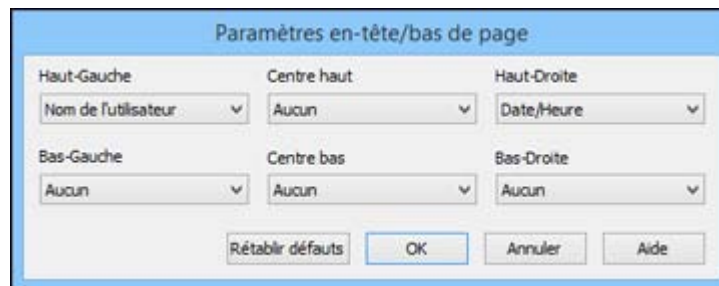 Paramètres en-tête/bas de page
Haut-Gauche Centre haut Haut-Droite
Nom de l'utilisateur Aucun Date/Heure
Bas-Gauche Centre bas Bas-Droite
Aucun Aucun Aucun
Rétablir défauts OK Annuler Aide